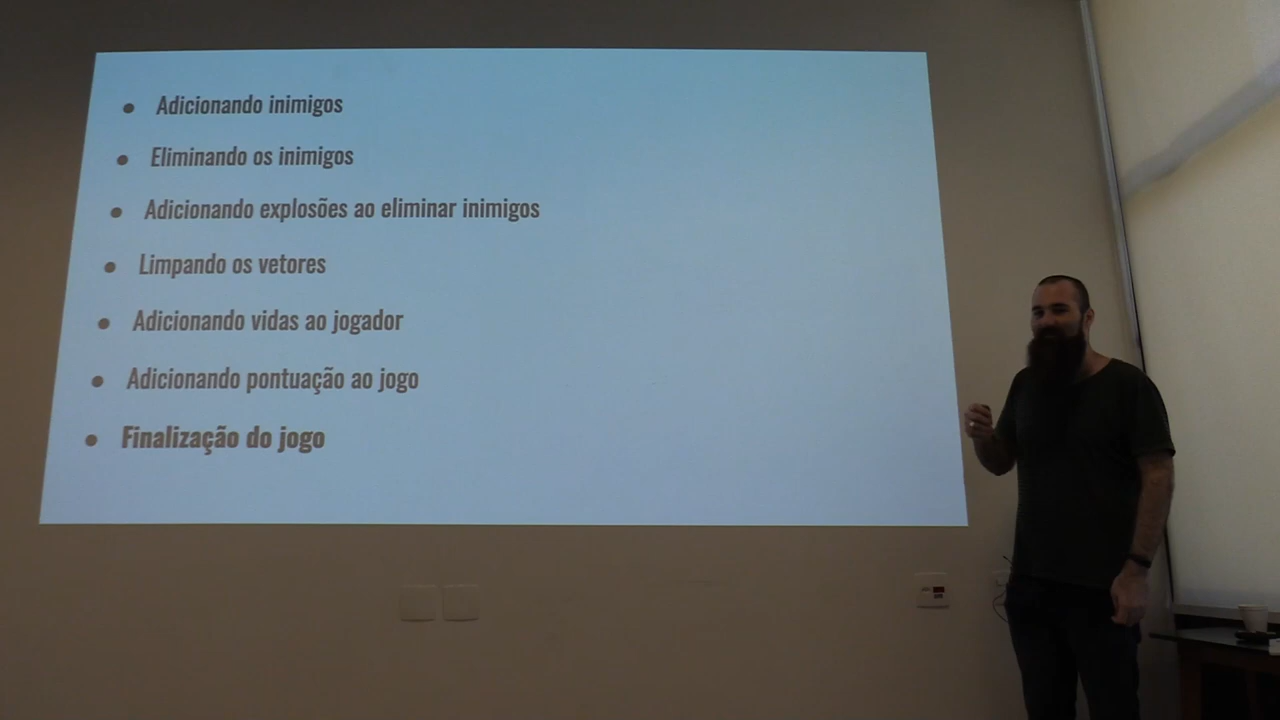 ● Adicionando inimigos
● Eliminando os inimigos
● Adicionando explosões ao eliminar inimigos
● Limpando os vetores
● Adicionando vidas ao jogador
● Adicionando pontuação ao jogo
● Finalização do jogo